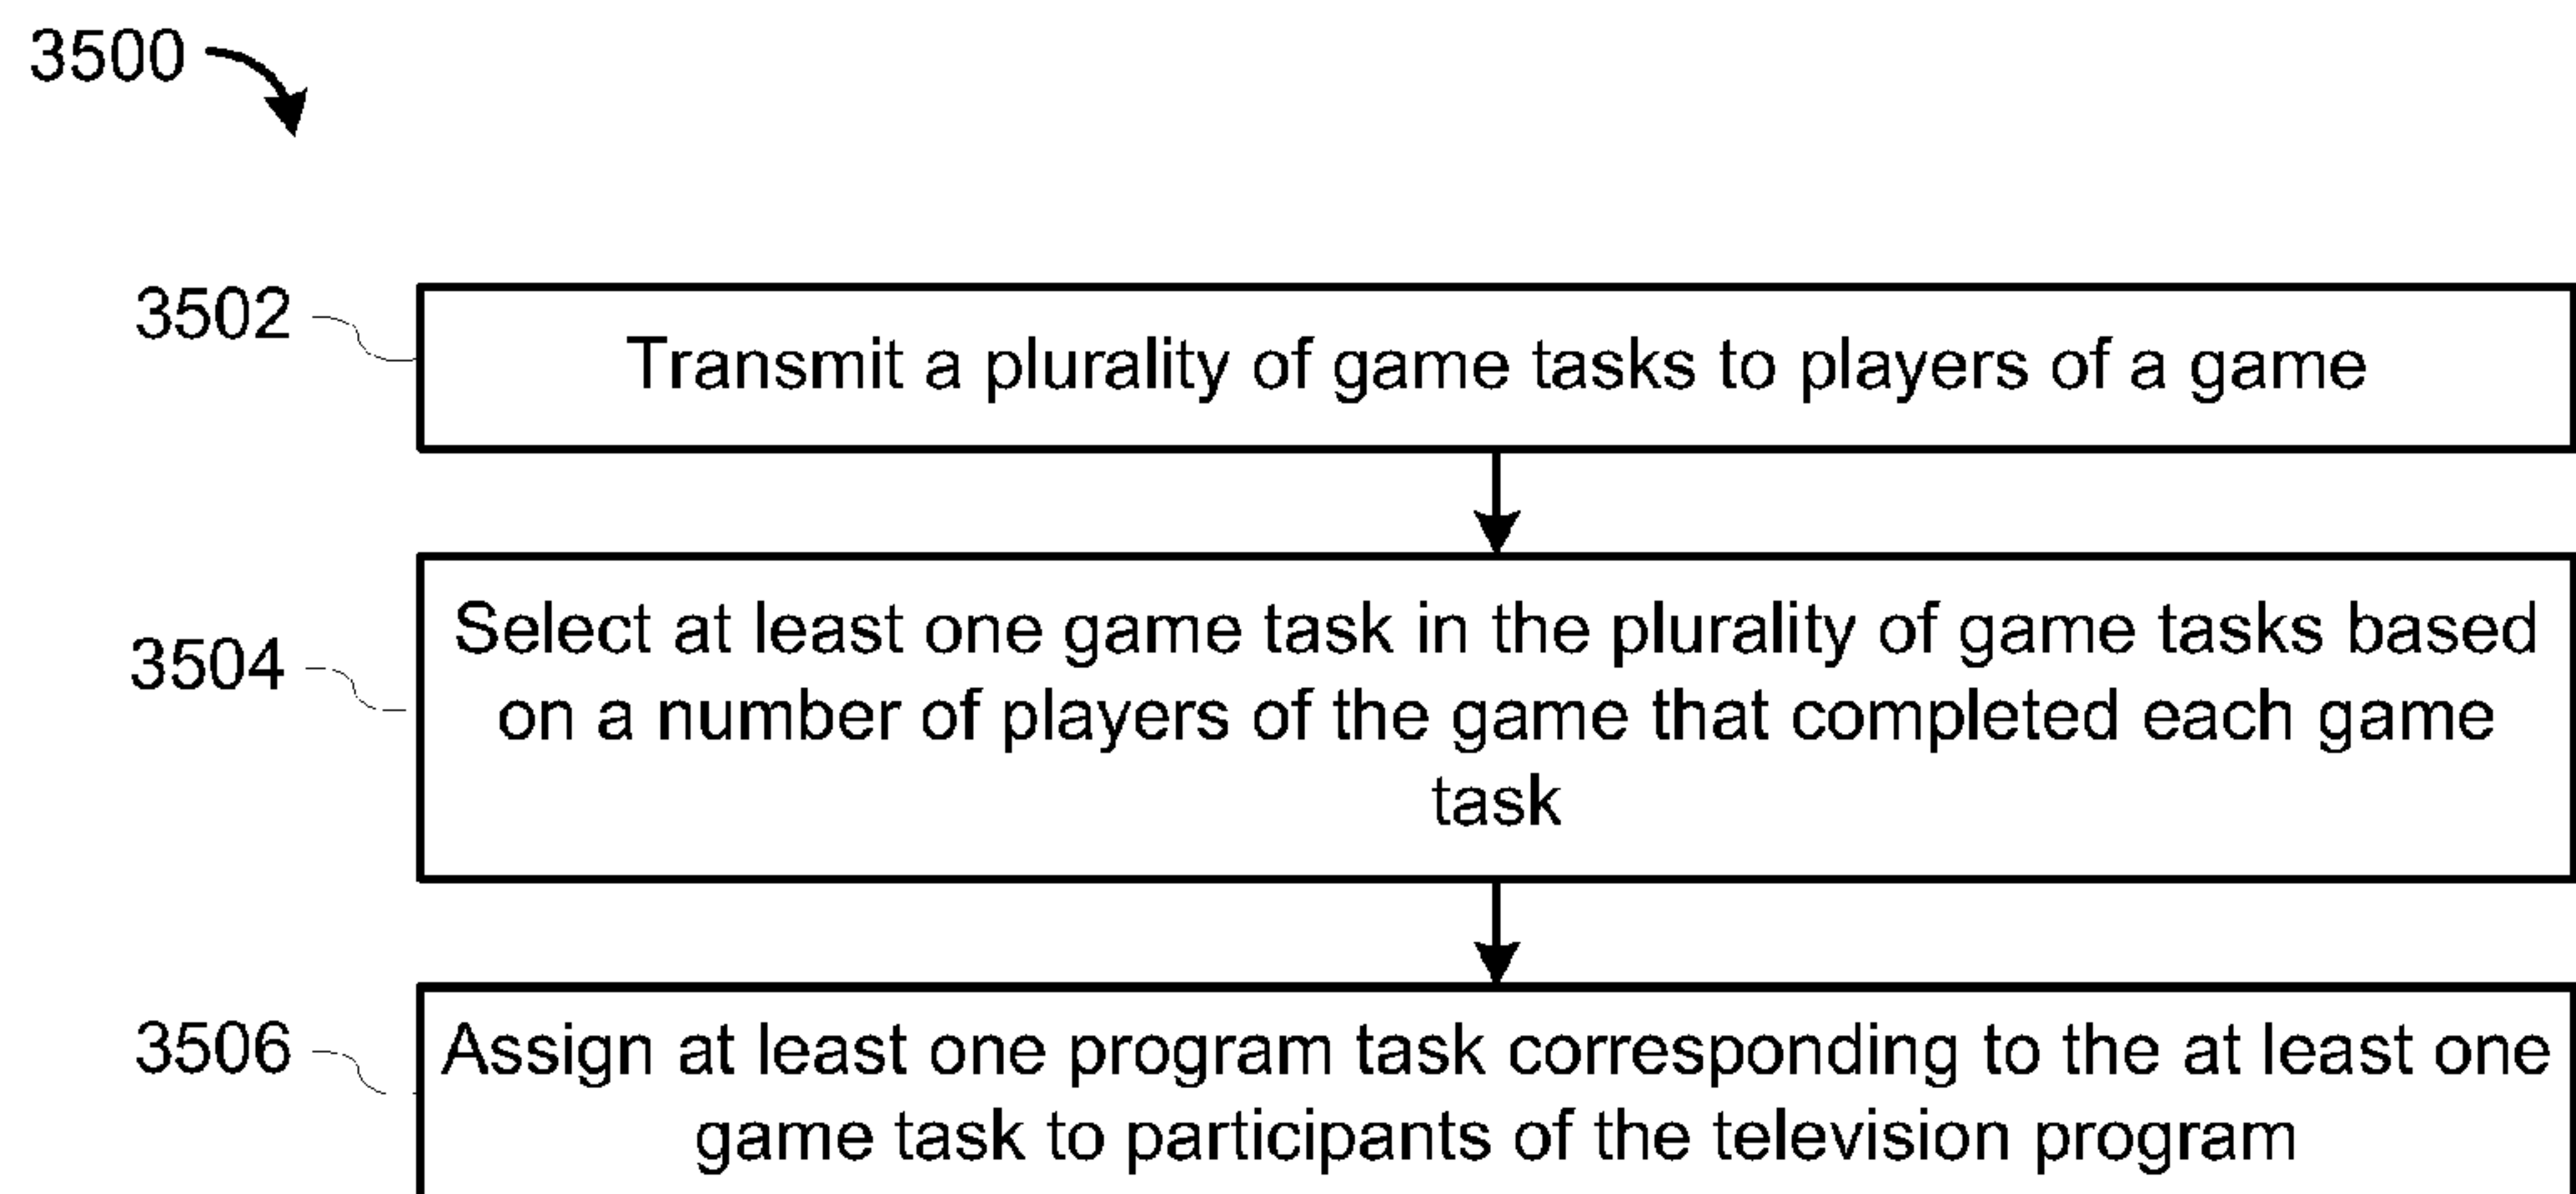 3500
3502
Transmit a plurality of game tasks to players of a game
3504
Select at least one game task in the plurality of game tasks based
on a number of players of the game that completed each game
task
3506
Assign at least one program task corresponding to the at least one
game task to participants of the television program